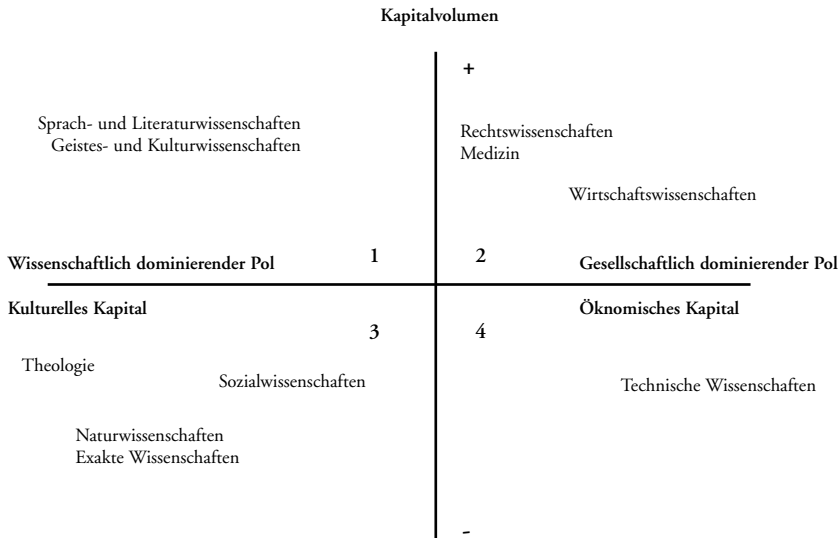 Kapitalvolumen
+
Sprach- und Literaturwissenschaften
Geistes- und Kulturwissenschaften
Rechtswissenschaften
Medizin
Wirtschaftswissenschaften
Wissenschaftlich dominierender Pol
1
2
Gesellschaftlich dominierender Pol
Kulturelles Kapital
3
4
Öknomisches Kapital
Theologie
Sozialwissenschaften
Technische Wissenschaften
Naturwissenschaften
Exakte Wissenschaften
-